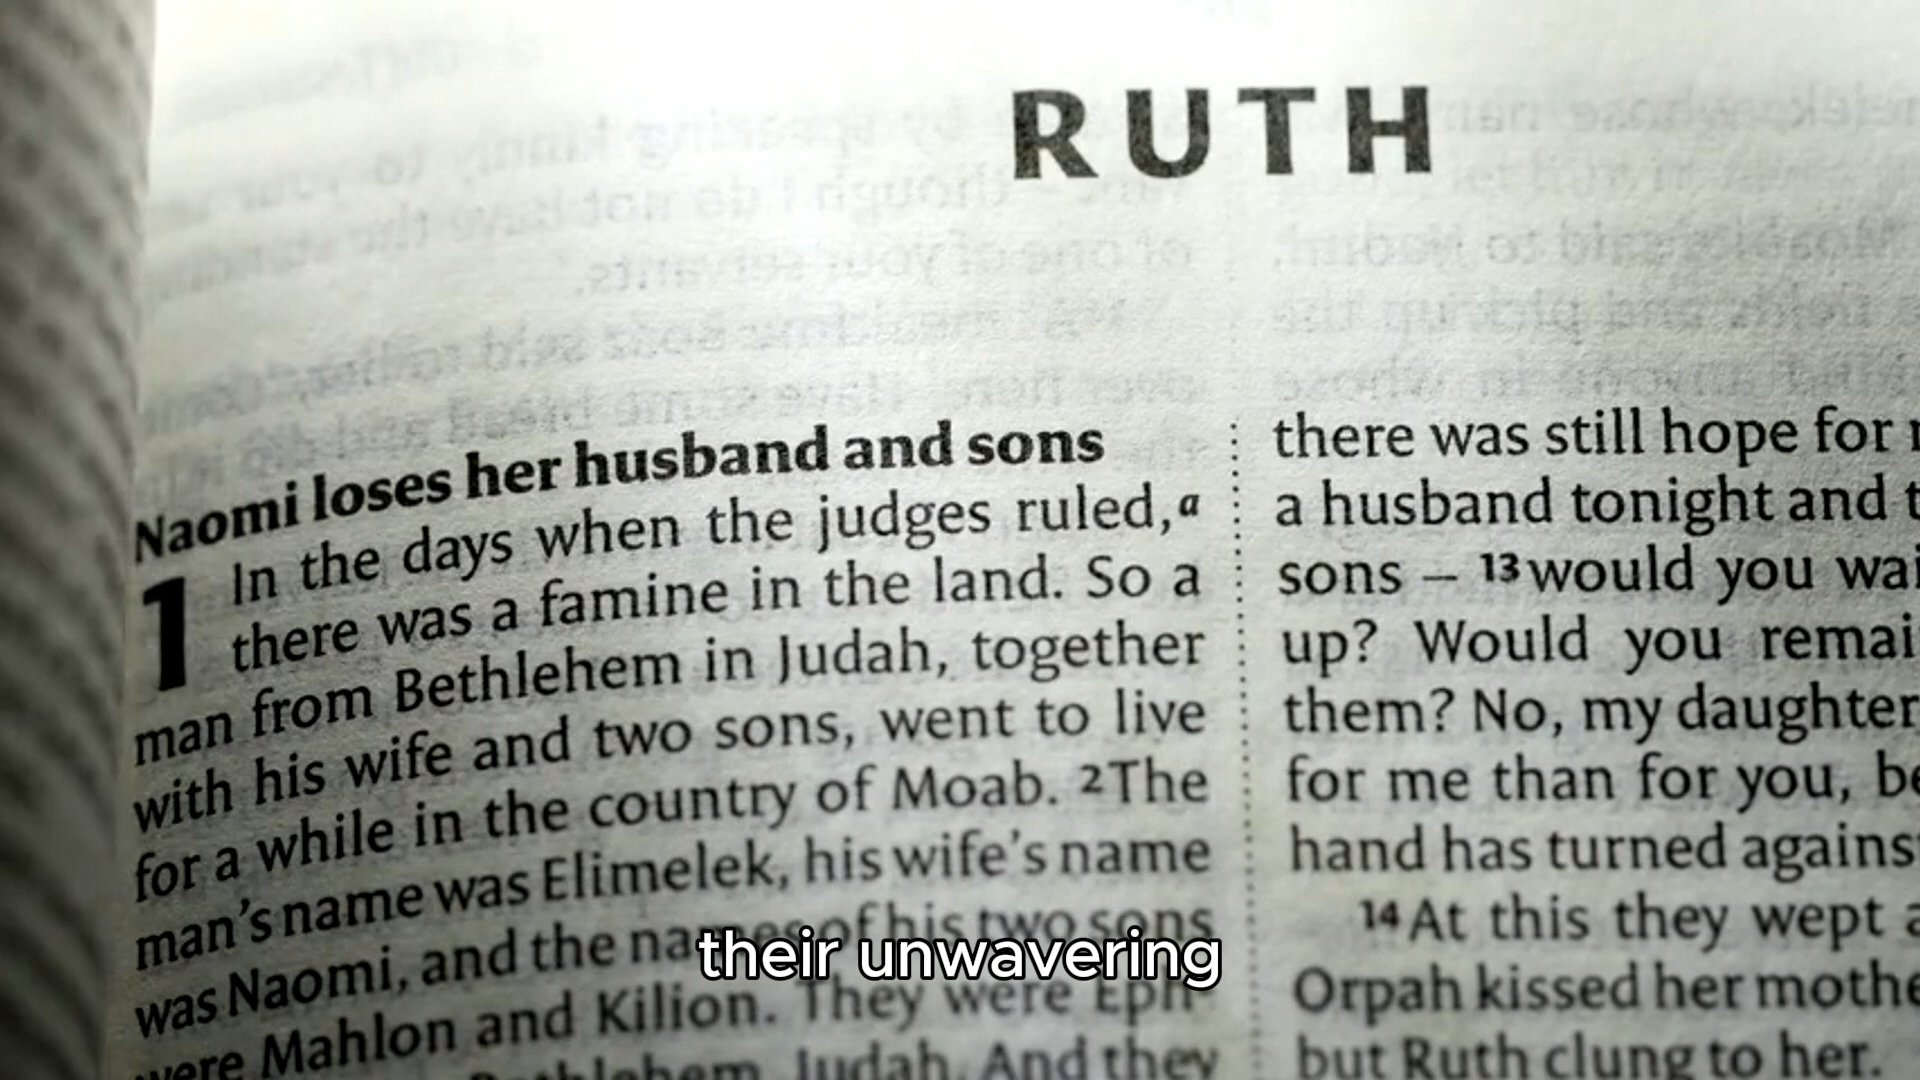 RUTH
Naomi loses her husband and sons
1 In the days when the judges ruled,a
there was a famine in the land. So a
man from Bethlehem in Judah, together
with his wife and two sons, went to live
for a while in the country of Moab. 2The
man's name was Elimelek, his wife's name
was Naomi, and the names of his two sons
were Mahlon and Kilion. They were Eph
Bethlehem, Judah. And they
there was still hope for
a husband tonight and
sons – 13would you
up? Would you
them? No, my daughter
for me than for you,
hand has turned
14At this they wept
Orpah kissed her
but Ruth clung to her.
their unwavering